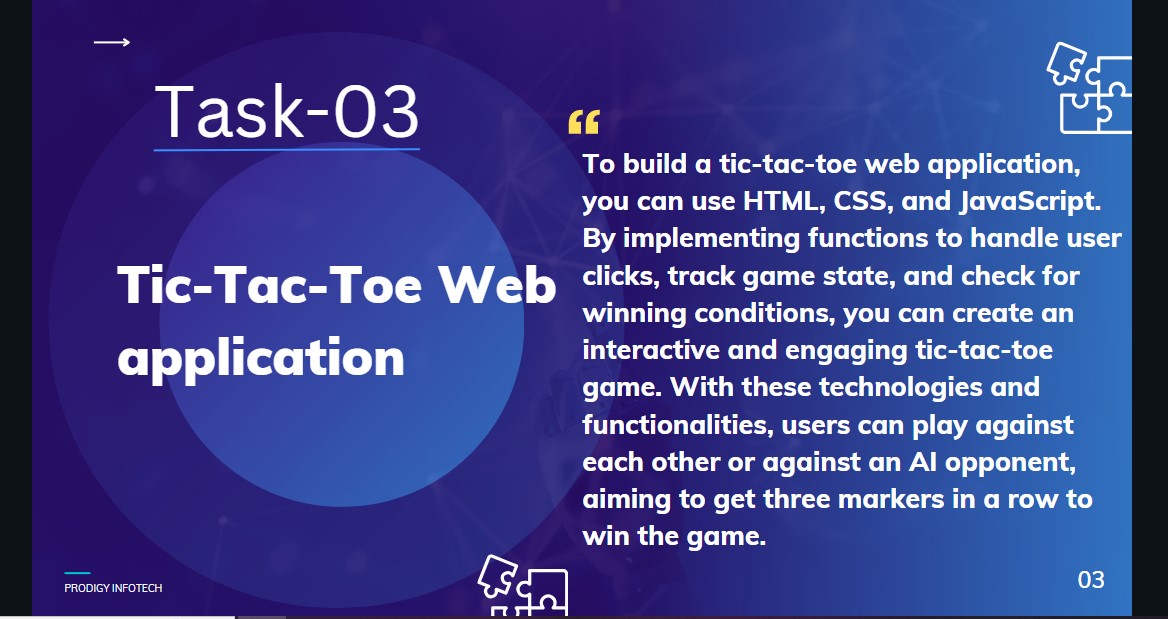 Task-03
Tic-Tac-Toe Web
application
“
To build a tic-tac-toe web application,
you can use HTML, CSS, and JavaScript.
By implementing functions to handle user
clicks, track game state, and check for
winning conditions, you can create an
interactive and engaging tic-tac-toe
game. With these technologies and
functionalities, users can play against
each other or against an AI opponent,
aiming to get three markers in a row to
win the game.
PRODIGY INFOTECH
03